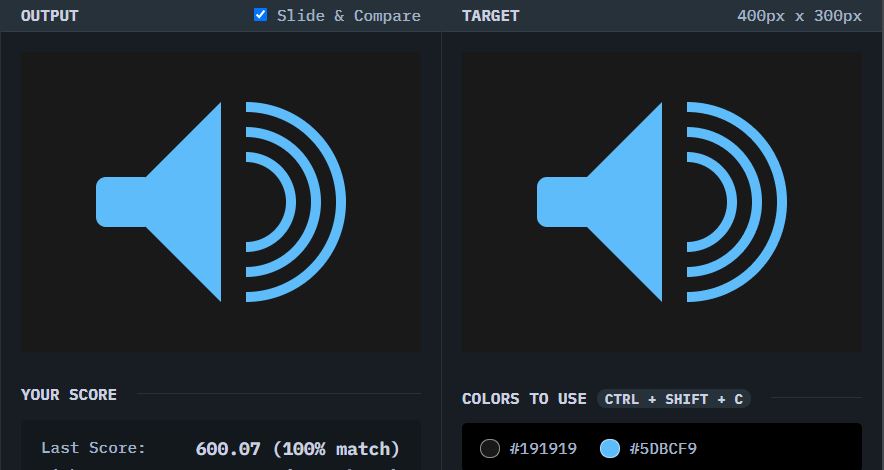 OUTPUT
Slide & Compare
TARGET
400px x 300px
YOUR SCORE
COLORS TO USE CTRL + SHIFT + C
Last Score: 600.07 (100% match)
#191919 #5DBCF9